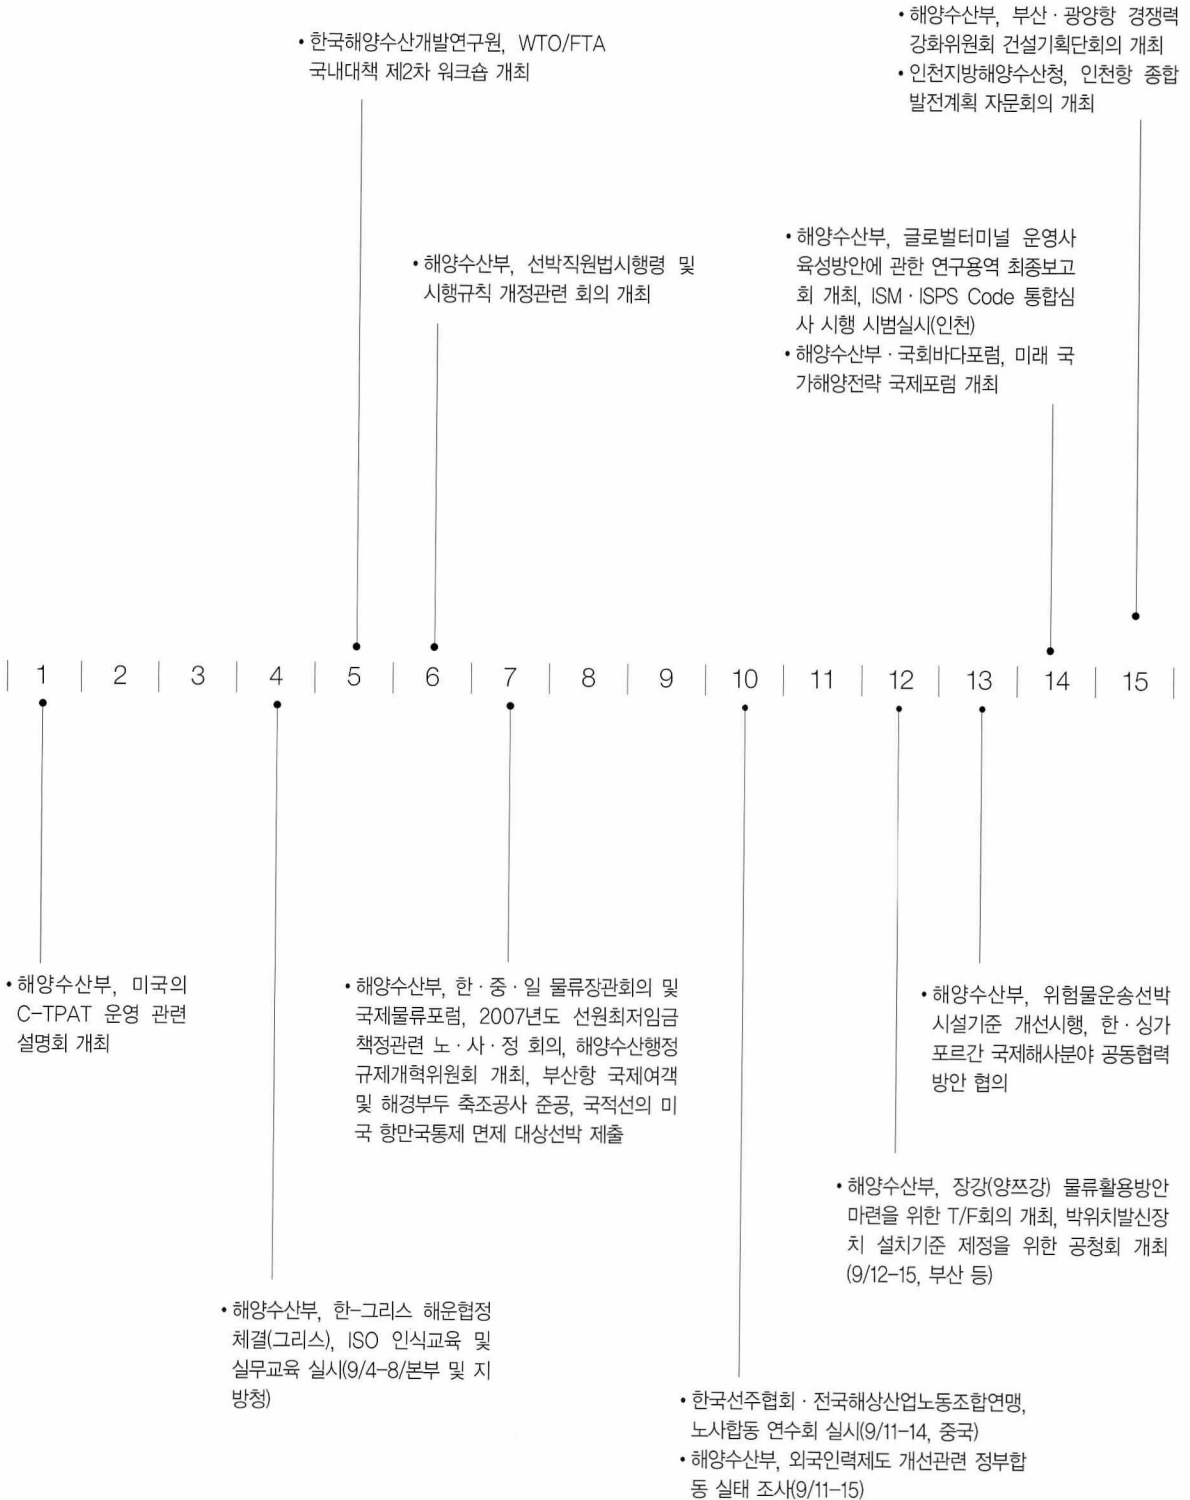 • 한국해양수산개발연구원, WTO/FTA
국내대책 제2차 워크숍 개최
• 해양수산부, 부산 · 광양항 경쟁력
강화위원회 건설기획단회의 개최
• 인천지방해양수산청, 인천항 종합
발전계획 자문회의 개최
• 해양수산부, 선박직원법시행령 및
시행규칙 개정관련 회의 개최
• 해양수산부, 글로벌터미널 운영사
육성방안에 관한 연구용역 최종보고
회 개최, ISM · ISPS Code 통합심
사 시행 시범실시(인천)
• 해양수산부 · 국회바다포럼, 미래 국
가해양전략 국제포럼 개최
1 2 3 4 5 6 7 8 9 10 11 12 13 14 15
• 해양수산부, 미국의
C-TPAT 운영 관련
설명회 개최
• 해양수산부, 한 · 중 · 일 물류장관회의 및
국제물류포럼, 2007년도 선원최저임금
책정관련 노 · 사 · 정 회의, 해양수산행정
규제개혁위원회 개최, 부산항 국제여객
및 해경부두 축조공사 준공, 국적선의 미
국 항만국통제 면제 대상선박 제출
• 해양수산부, 위험물운송선박
시설기준 개선시행, 한 · 싱가
포르간 국제해사분야 공동협력
방안 협의
• 해양수산부, 장강(양쯔강) 물류활용방안
마련을 위한 T/F회의 개최, 박위치발신장
치 설치기준 제정을 위한 공청회 개최
(9/12-15, 부산 등)
• 해양수산부, 한-그리스 해운협정
체결(그리스), ISO 인식교육 및
실무교육 실시(9/4-8/본부 및 지
방청)
• 한국선주협회 · 전국해상산업노동조합연맹,
노사합동 연수회 실시(9/11-14, 중국)
• 해양수산부, 외국인력제도 개선관련 정부합
동 실태 조사(9/11-15)